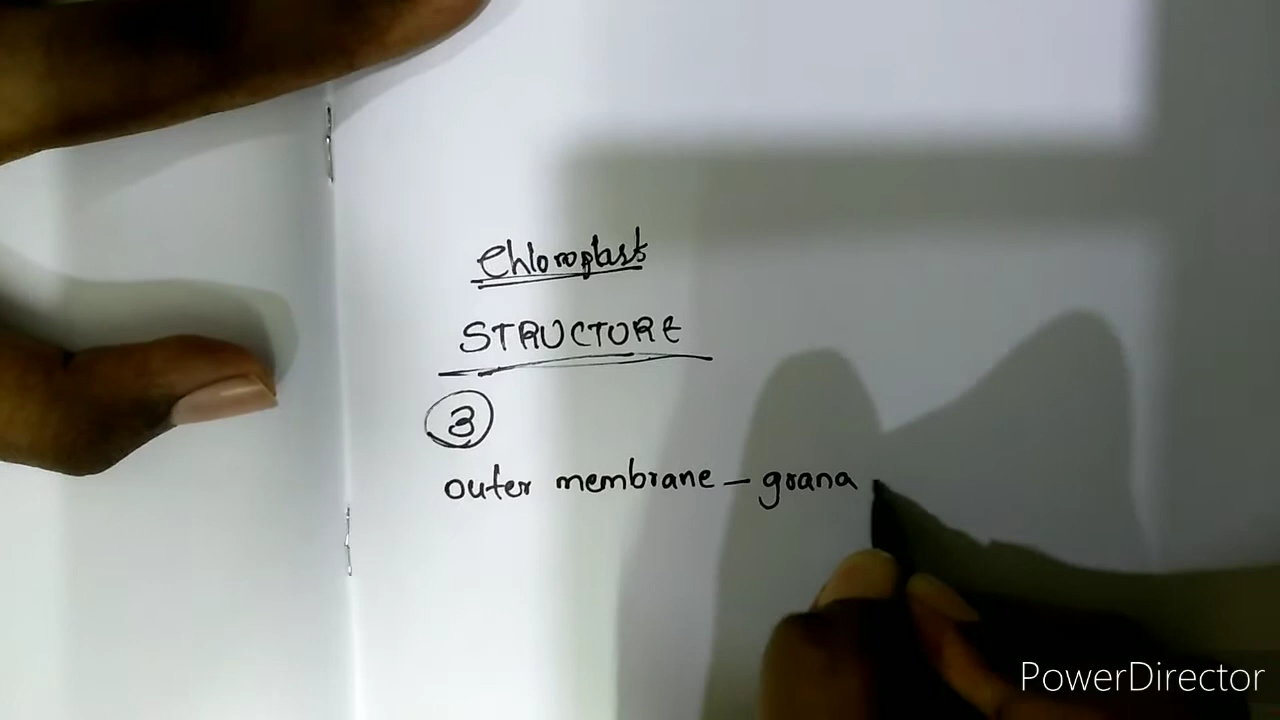 Chloroplast
STRUCTURE
3
outer membrane – grana
PowerDirector